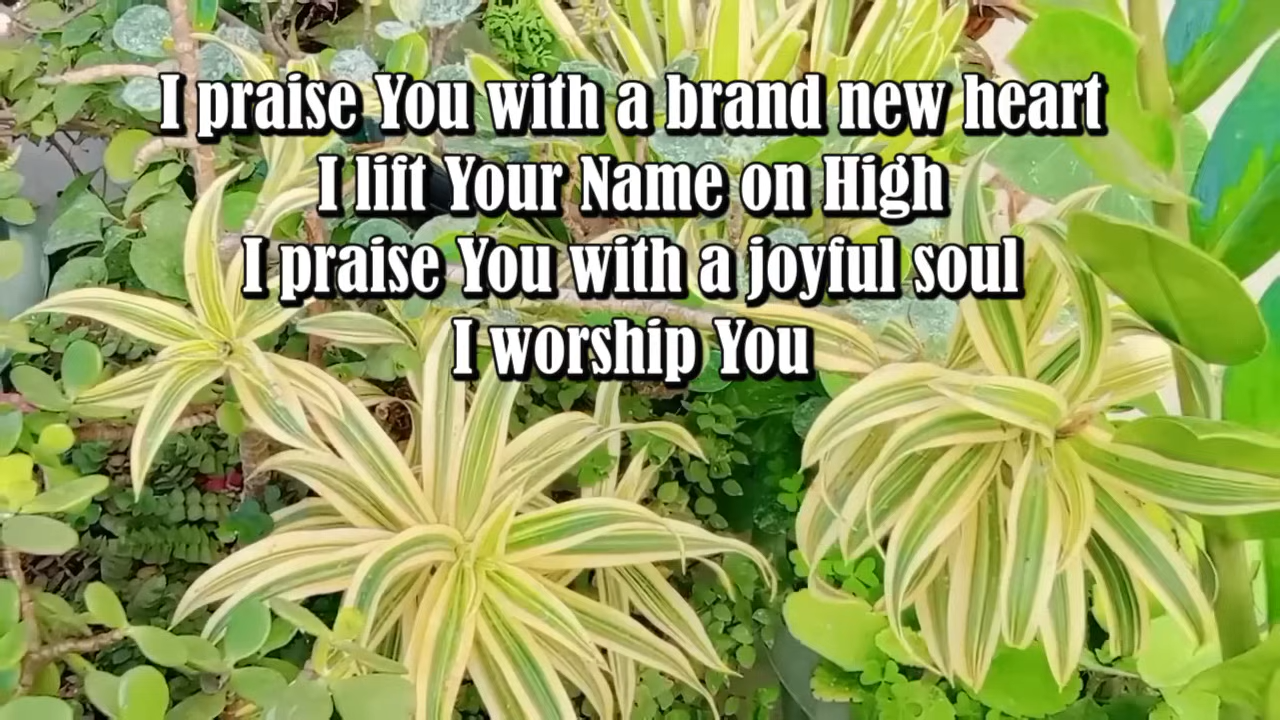 I praise You with a brand new heart
I lift Your Name on High
I praise You with a joyful soul
I worship You